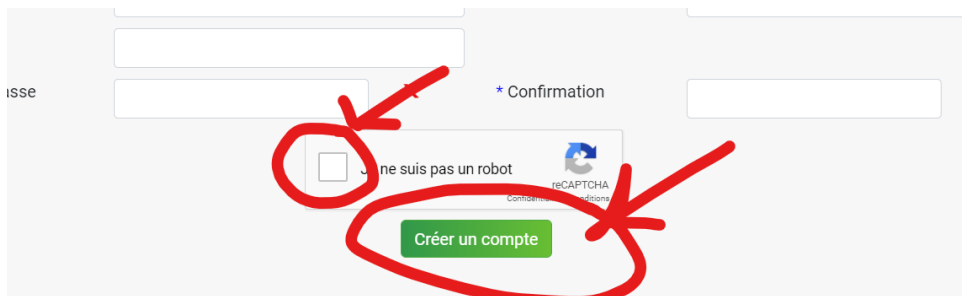 asse
* Confirmation
Je ne suis pas un robot
reCAPTCHA
Créer un compte